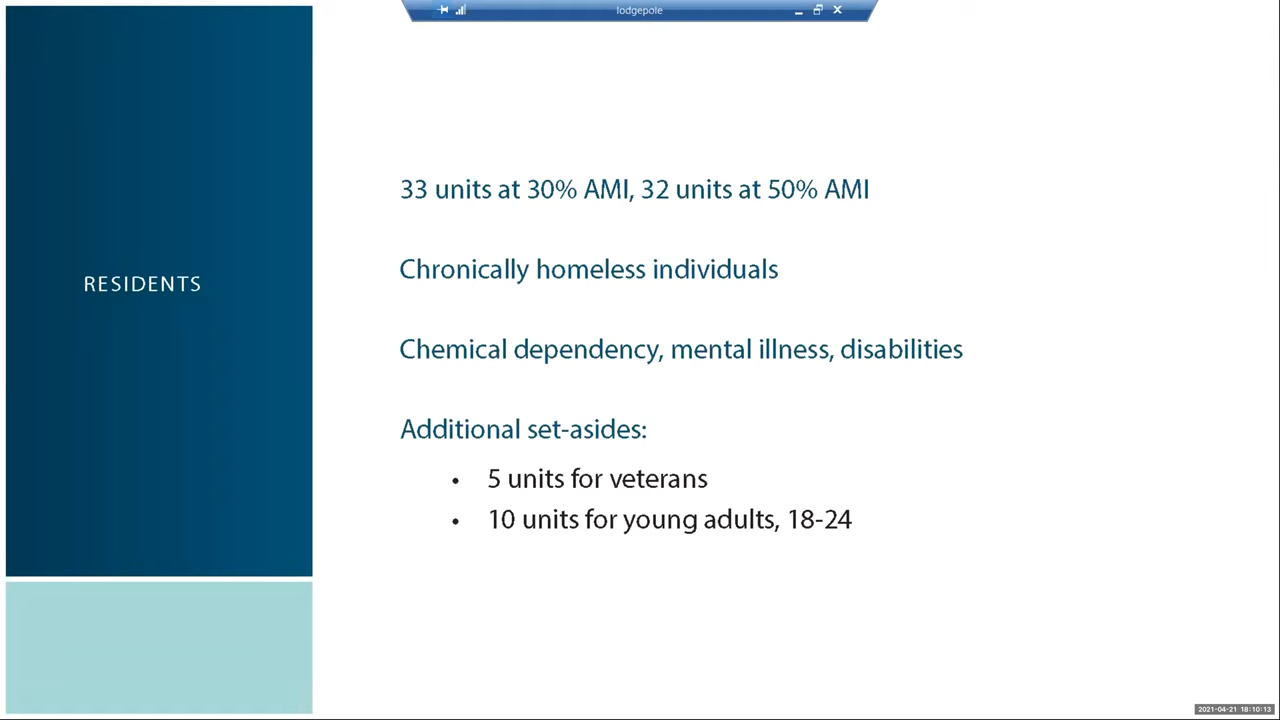 lodgepole
RESIDENTS
33 units at 30% AMI, 32 units at 50% AMI
Chronically homeless individuals
Chemical dependency, mental illness, disabilities
Additional set-asides:
• 5 units for veterans
• 10 units for young adults, 18-24
2021-04-21 18:10:13